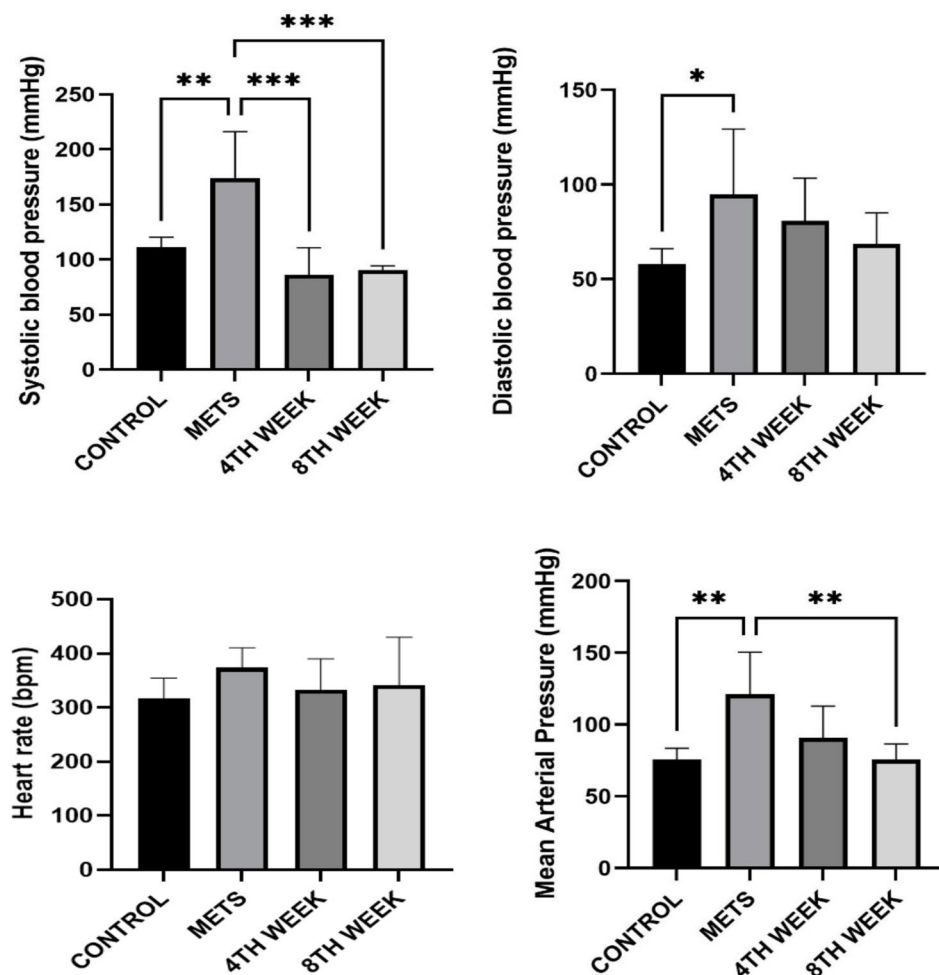 Systolic blood pressure (mmHg)
250
200
150
100
50
0
**
***
***
CONTROL
METS
4TH WEEK
8TH WEEK
Diastolic blood pressure (mmHg)
150
100
50
0
*
CONTROL
METS
4TH WEEK
8TH WEEK
Heart rate (bpm)
500
400
300
200
100
0
CONTROL
METS
4TH WEEK
8TH WEEK
Mean Arterial Pressure (mmHg)
200
150
100
50
0
**
**
CONTROL
METS
4TH WEEK
8TH WEEK